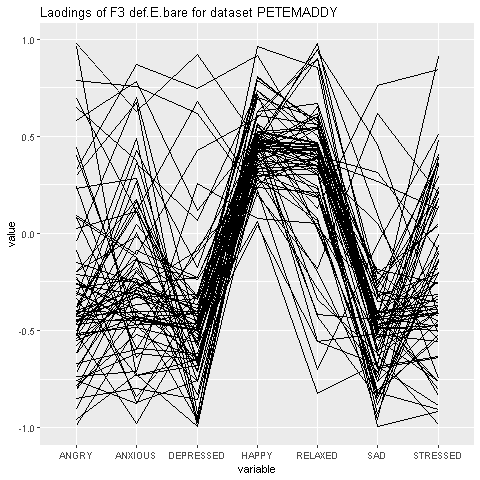 Laodings of F3 def.E.bare for dataset PETEMADDY
1.0
0.5
0.0
-0.5
-1.0
value
ANGRY ANXIOUS DEPRESSED HAPPY RELAXED SAD STRESSED
variable